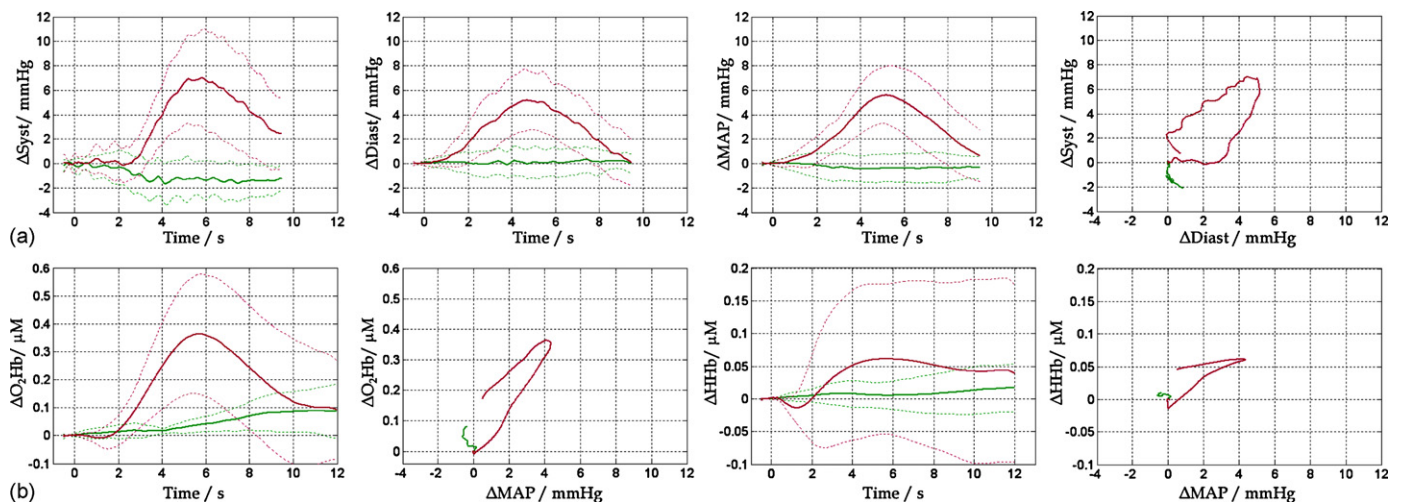 ΔSyst/ mmHg
12
10
8
6
4
2
0
-2
-4
0 2 4 6 8 10 12
Time / s
ΔDiast/ mmHg
12
10
8
6
4
2
0
-2
-4
0 2 4 6 8 10 12
Time / s
ΔMAP/ mmHg
12
10
8
6
4
2
0
-2
-4
0 2 4 6 8 10 12
Time / s
ΔSyst / mmHg
12
10
8
6
4
2
0
-2
-4
-4 -2 0 2 4 6 8 10 12
ΔDiast / mmHg
(a)
ΔO₂Hb/ μM
0.6
0.5
0.4
0.3
0.2
0.1
0
-0.1
0 2 4 6 8 10 12
Time / s
ΔO₂Hb/ μM
0.6
0.5
0.4
0.3
0.2
0.1
0
-0.1
-4 -2 0 2 4 6 8 10 12
ΔMAP / mmHg
ΔHHb/ μM
0.2
0.15
0.1
0.05
0
-0.05
-0.1
0 2 4 6 8 10 12
Time / s
ΔHHb/ μM
0.2
0.15
0.1
0.05
0
-0.05
-0.1
-4 -2 0 2 4 6 8 10 12
ΔMAP / mmHg
(b)